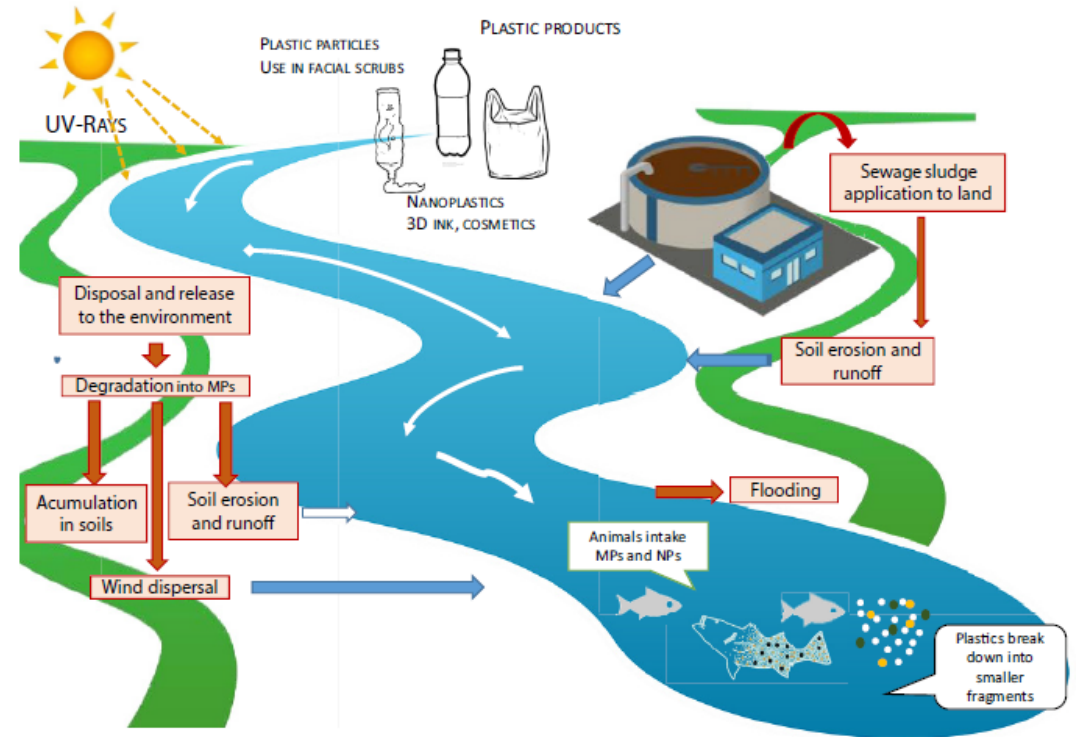 PLASTIC PRODUCTS
PLASTIC PARTICLES
USE IN FACIAL SCRUBS
UV-RAYS
NANOPLASTICS
3D INK, COSMETICS
Sewage sludge
application to land
Disposal and release
to the environment
Soil erosion and
runoff
Degradation into MPs
Acumulation
in soils
Soil erosion
and runoff
Flooding
Animals intake
MPs and NPs
Wind dispersal
Plastics break
down into
smaller
fragments